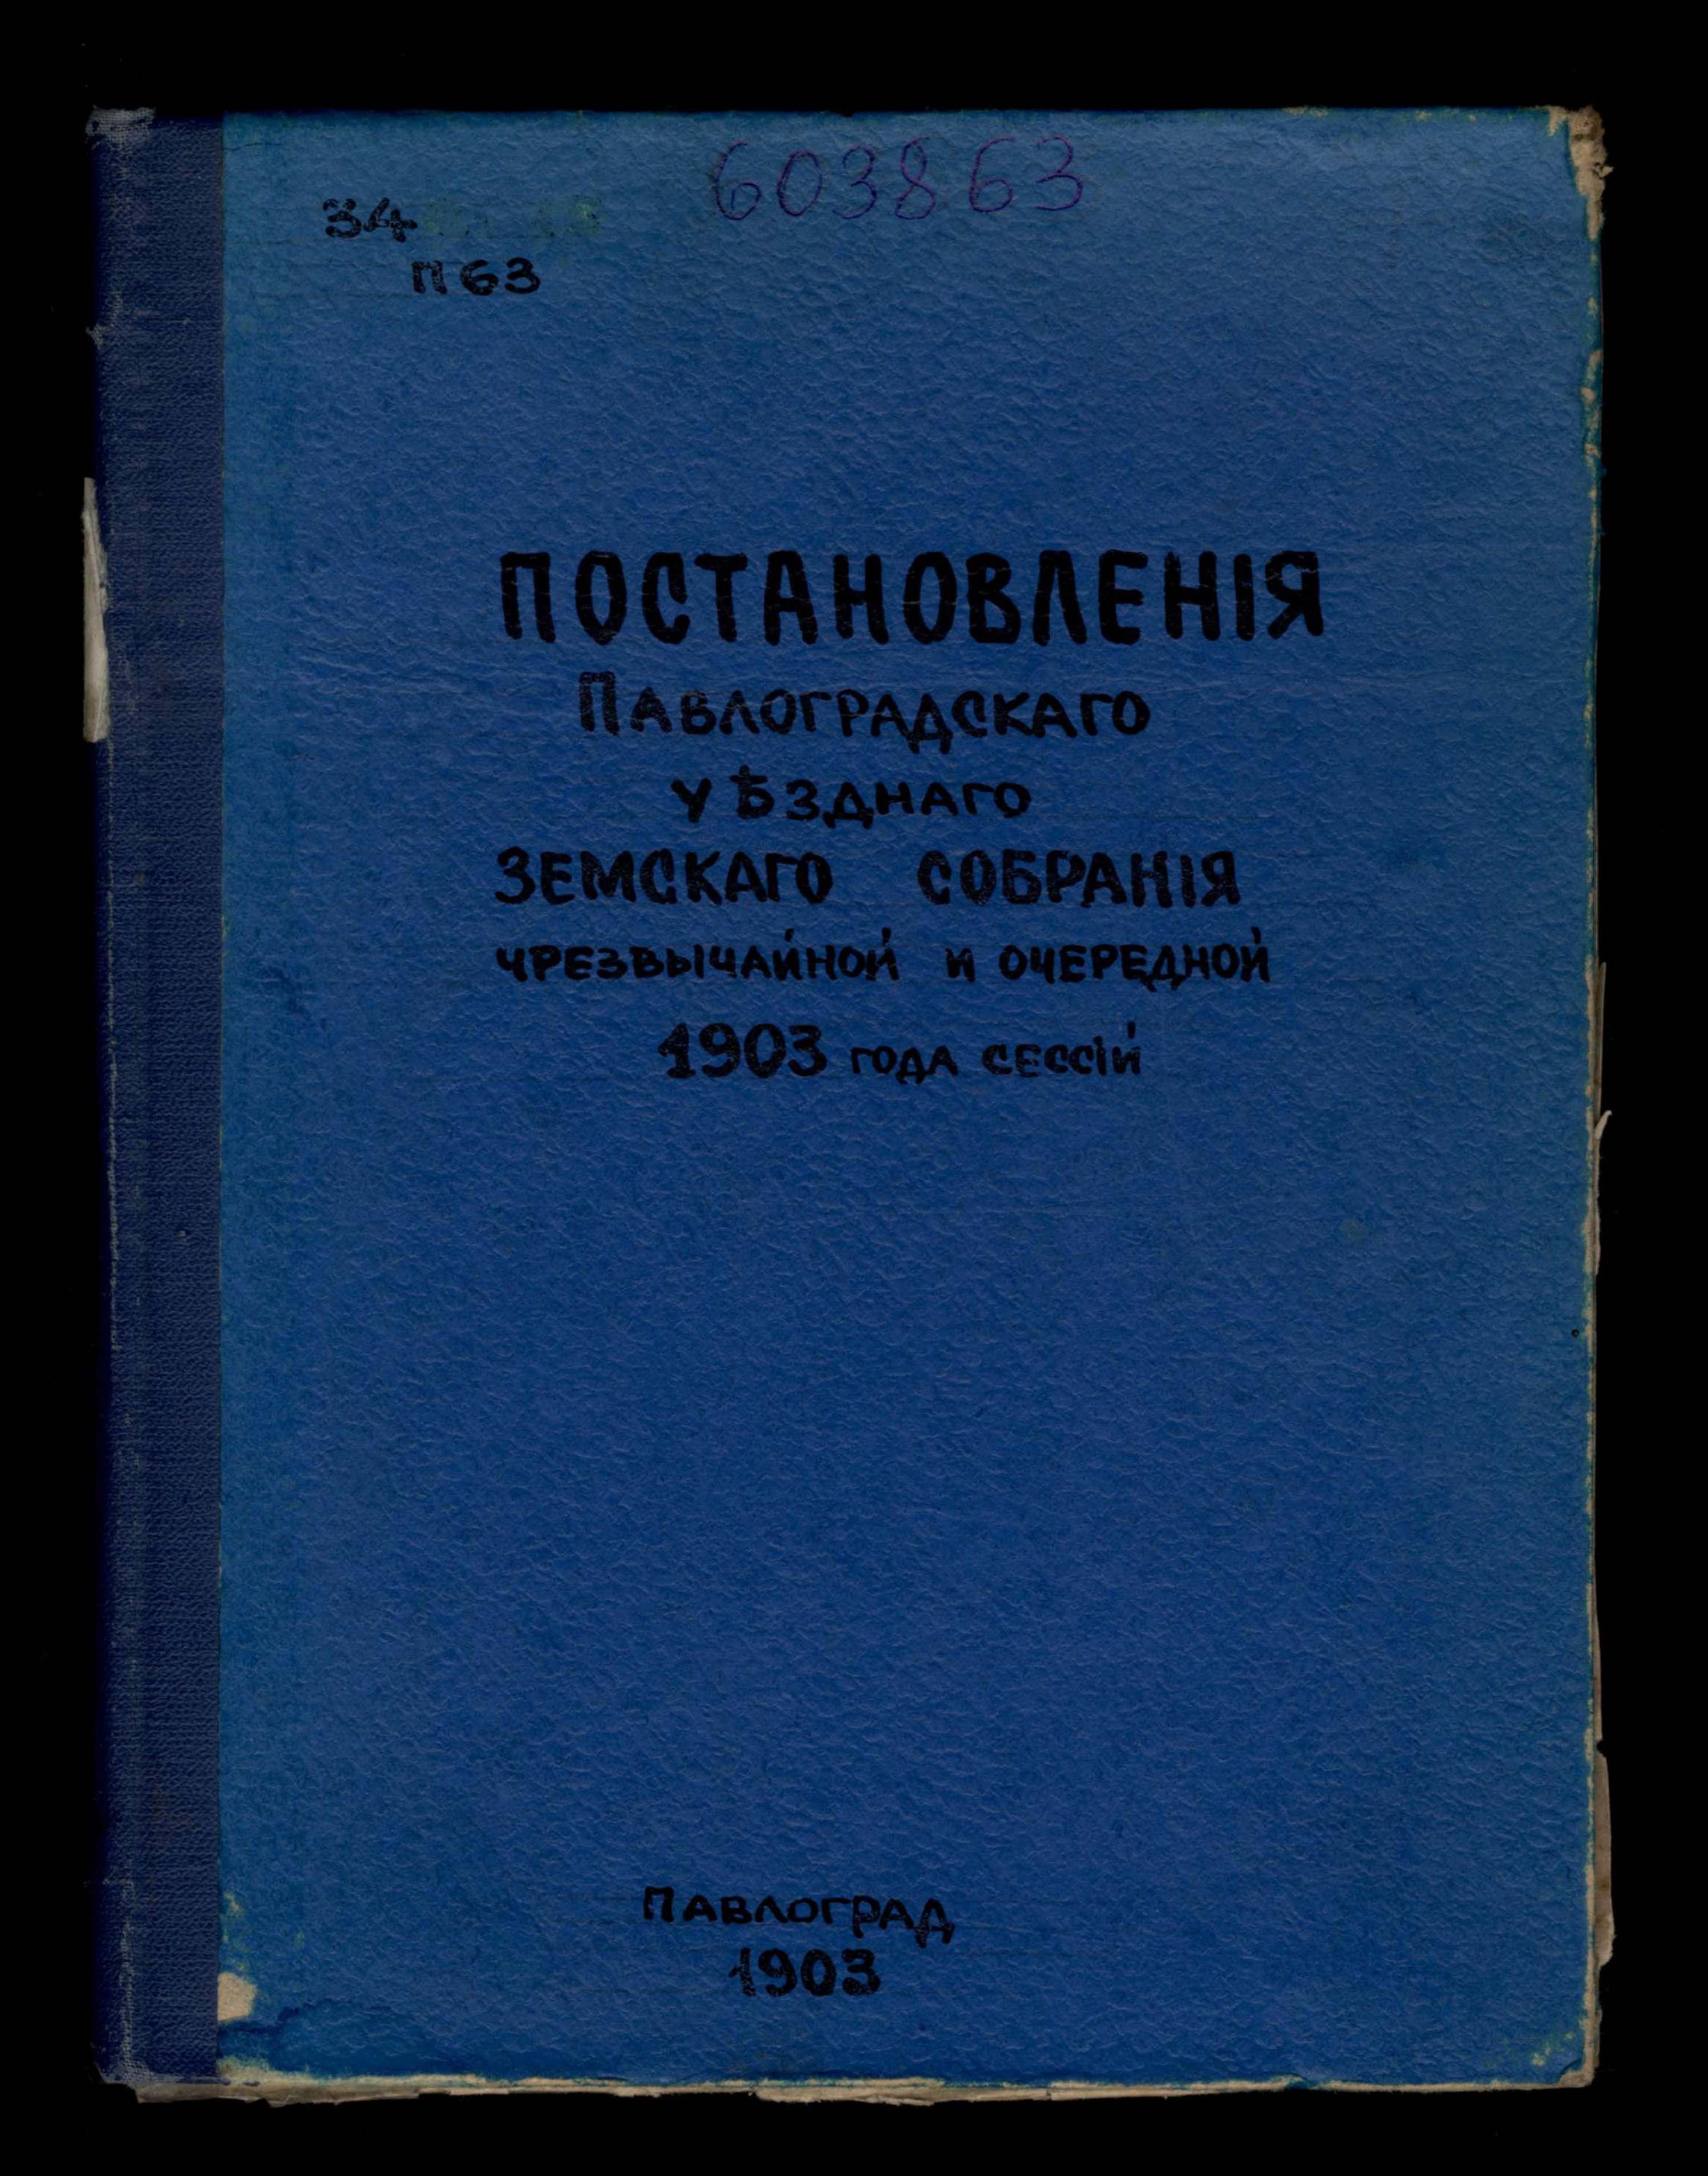 603863
34
П63
ПОСТАНОВЛЕНІЯ
ПАВЛОГРАДСКАГО
УѢЗДНАГО
ЗЕМСКАГО СОБРАНІЯ
ЧРЕЗВЫЧАЙНОЙ И ОЧЕРЕДНОЙ
1903 ГОДА СЕССІЙ
ПАВЛОГРАД
1903